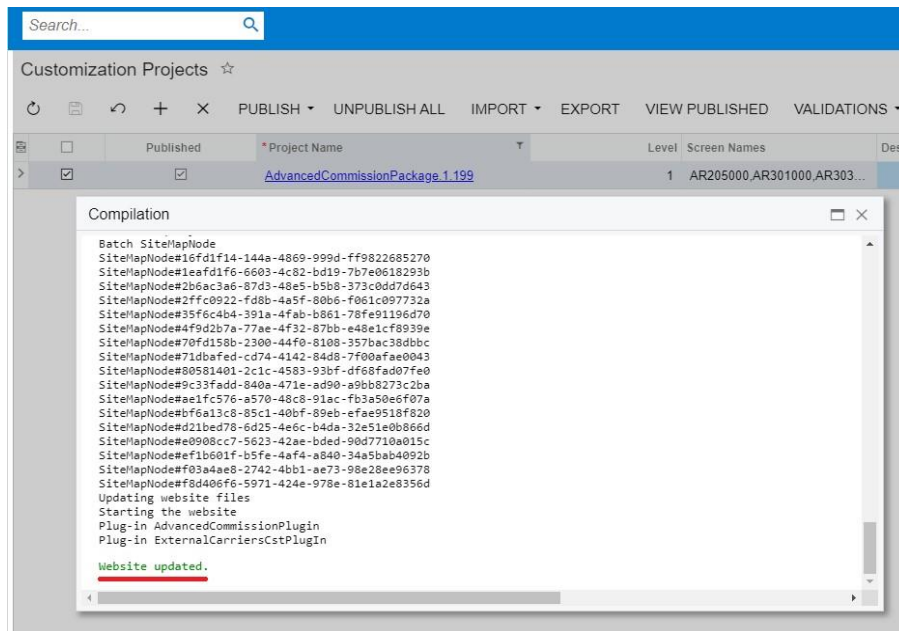 Search...
Customization Projects
PUBLISH UNPUBLISH ALL IMPORT EXPORT VIEW PUBLISHED VALIDATIONS
Published *Project Name Level Screen Names Des
AdvancedCommissionPackage.1.199 1 AR205000,AR301000,AR303...
Compilation
Batch SiteMapNode
SiteMapNode#16fd1f14-144a-4869-999d-ff9822685270
SiteMapNode#1eafd1f6-6603-4c82-bd19-7b7e0618293b
SiteMapNode#2b6ac3a6-87d3-48e5-b5b8-373c0dd7d643
SiteMapNode#2ffc0922-fd8b-4a5f-80b6-f061c097732a
SiteMapNode#35f6c4b4-391a-4fab-b861-78fe91196d70
SiteMapNode#4f9d2b7a-77ae-4f32-87bb-e48e1cf8939e
SiteMapNode#70fd158b-2300-44f0-8108-357bac38dbbc
SiteMapNode#71dbafed-cd74-4142-84d8-7f00afae0043
SiteMapNode#80581401-2c1c-4583-93bf-df68fad07fe0
SiteMapNode#9c33fadd-840a-471e-ad90-a9bb8273c2ba
SiteMapNode#ae1fc576-a570-48c8-91ac-fb3a50e6f07a
SiteMapNode#bf6a13c8-85c1-40bf-89eb-efae9518f820
SiteMapNode#d21bed78-6d25-4e6c-b4da-32e51e0b866d
SiteMapNode#e0908cc7-5623-42ae-bded-90d7710a015c
SiteMapNode#ef1b601f-b5fe-4af4-a840-34a5bab4092b
SiteMapNode#f03a4ae8-2742-4bb1-ae73-98e28ee96378
SiteMapNode#f8d406f6-5971-424e-978e-81e1a2e8356d
Updating website files
Starting the website
Plug-in AdvancedCommissionPlugin
Plug-in ExternalCarriersCstPlugIn
Website updated.